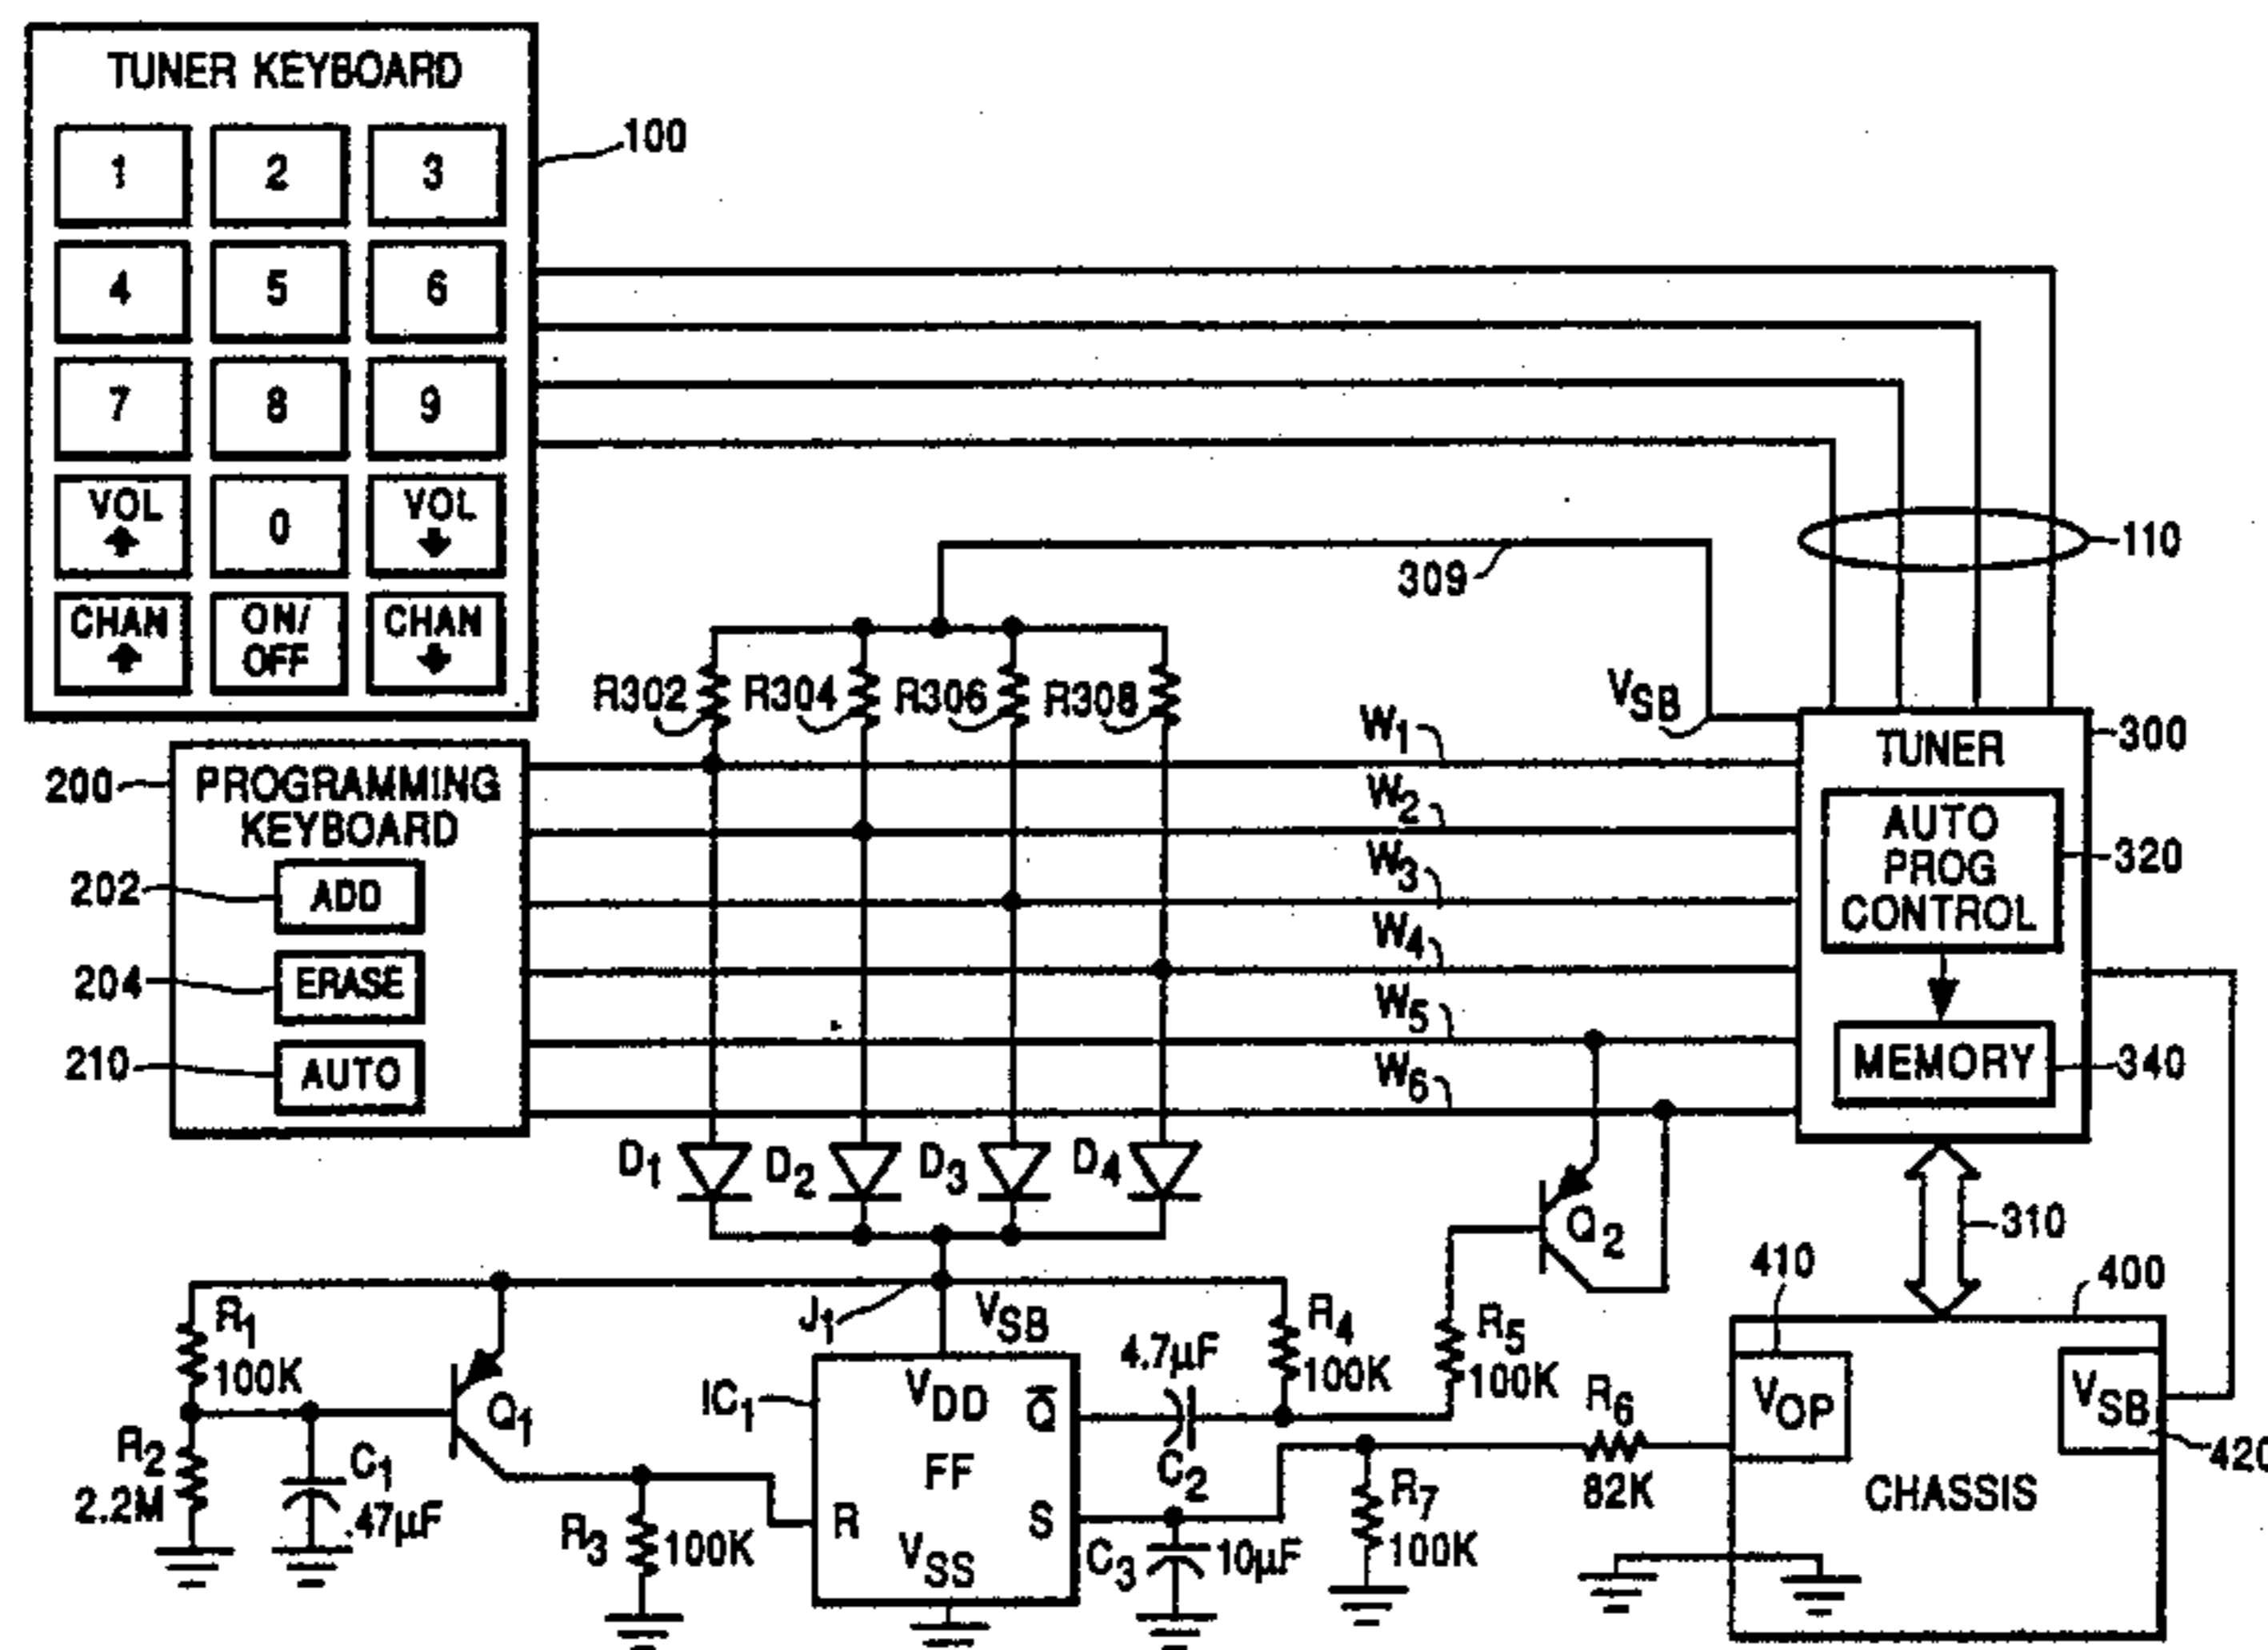 TUNER KEYBOARD
1 2 3
4 5 6
7 8 9
VOL 0 VOL
CHAN ON/OFF CHAN
100
110
309
R302 R304 R306 R308
VSB
200
PROGRAMMING
KEYBOARD
202 ADD
204 ERASE
210 AUTO
W1
W2
W3
W4
W5
W6
300
TUNER
AUTO
PROG
CONTROL
320
MEMORY
340
D1 D2 D3 D4
Q2
310
410
400
R1
100K
J1
VSB
R4
100K
R5
100K
4.7µF
C2
Q1
IC1
VDD
Q̅
FF
R
S
VSS
R2
2.2M
C1
.47µF
R3
100K
C3
10µF
R7
100K
R6
82K
VOP
VSB
420
CHASSIS